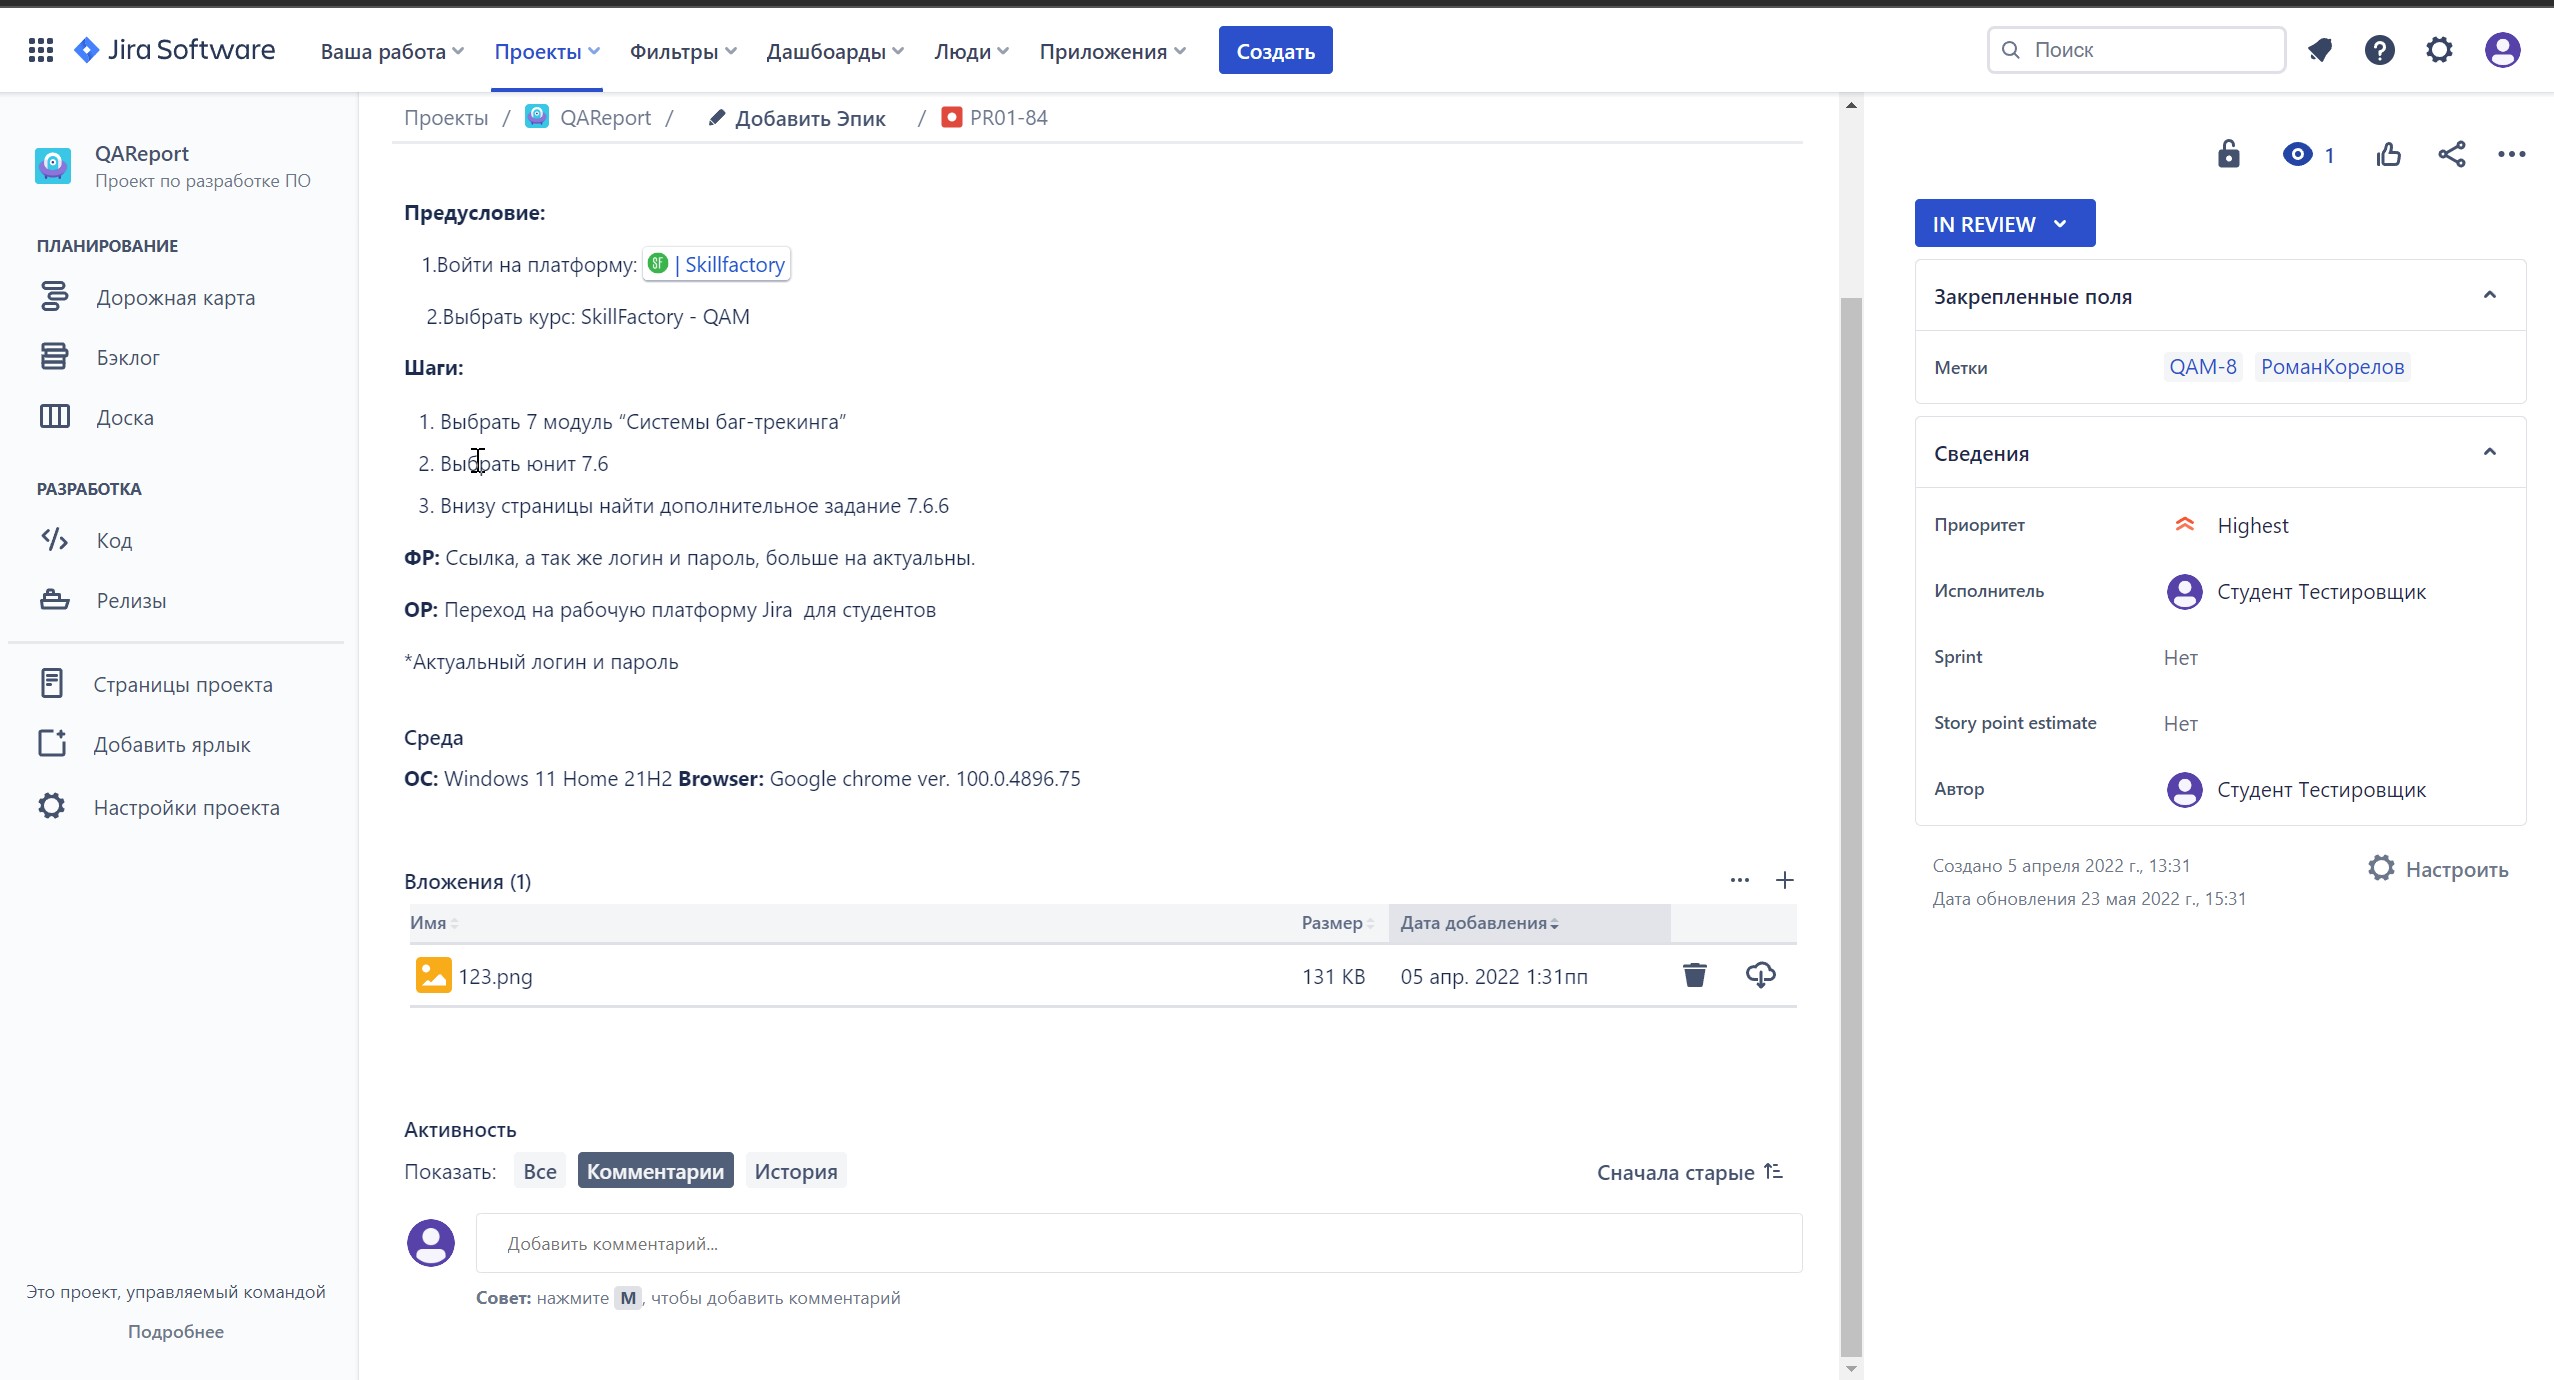 Jira Software
Ваша работа
Проекты
Фильтры
Дашбоарды
Люди
Приложения
Создать
Поиск
QAReport
Проект по разработке ПО
ПЛАНИРОВАНИЕ
Дорожная карта
Бэклог
Доска
РАЗРАБОТКА
Код
Релизы
Страницы проекта
Добавить ярлык
Настройки проекта
Это проект, управляемый командой
Подробнее
Проекты / QAReport / Добавить Эпик / PR01-84
Предусловие:
1.Войти на платформу: SF | Skillfactory
2.Выбрать курс: SkillFactory - QAM
Шаги:
1. Выбрать 7 модуль “Системы баг-трекинга”
2. Выбрать юнит 7.6
3. Внизу страницы найти дополнительное задание 7.6.6
ФР: Ссылка, а так же логин и пароль, больше на актуальны.
ОР: Переход на рабочую платформу Jira для студентов
*Актуальный логин и пароль
Среда
ОС: Windows 11 Home 21H2 Browser: Google chrome ver. 100.0.4896.75
Вложения (1)
Имя Размер Дата добавления
123.png 131 KB 05 апр. 2022 1:31пп
Активность
Показать: Все Комментарии История Сначала старые
Добавить комментарий...
Совет: нажмите M, чтобы добавить комментарий
1
IN REVIEW
Закрепленные поля
Метки QAM-8 РоманКорелов
Сведения
Приоритет Highest
Исполнитель Студент Тестировщик
Sprint Нет
Story point estimate Нет
Автор Студент Тестировщик
Создано 5 апреля 2022 г., 13:31
Настроить
Дата обновления 23 мая 2022 г., 15:31